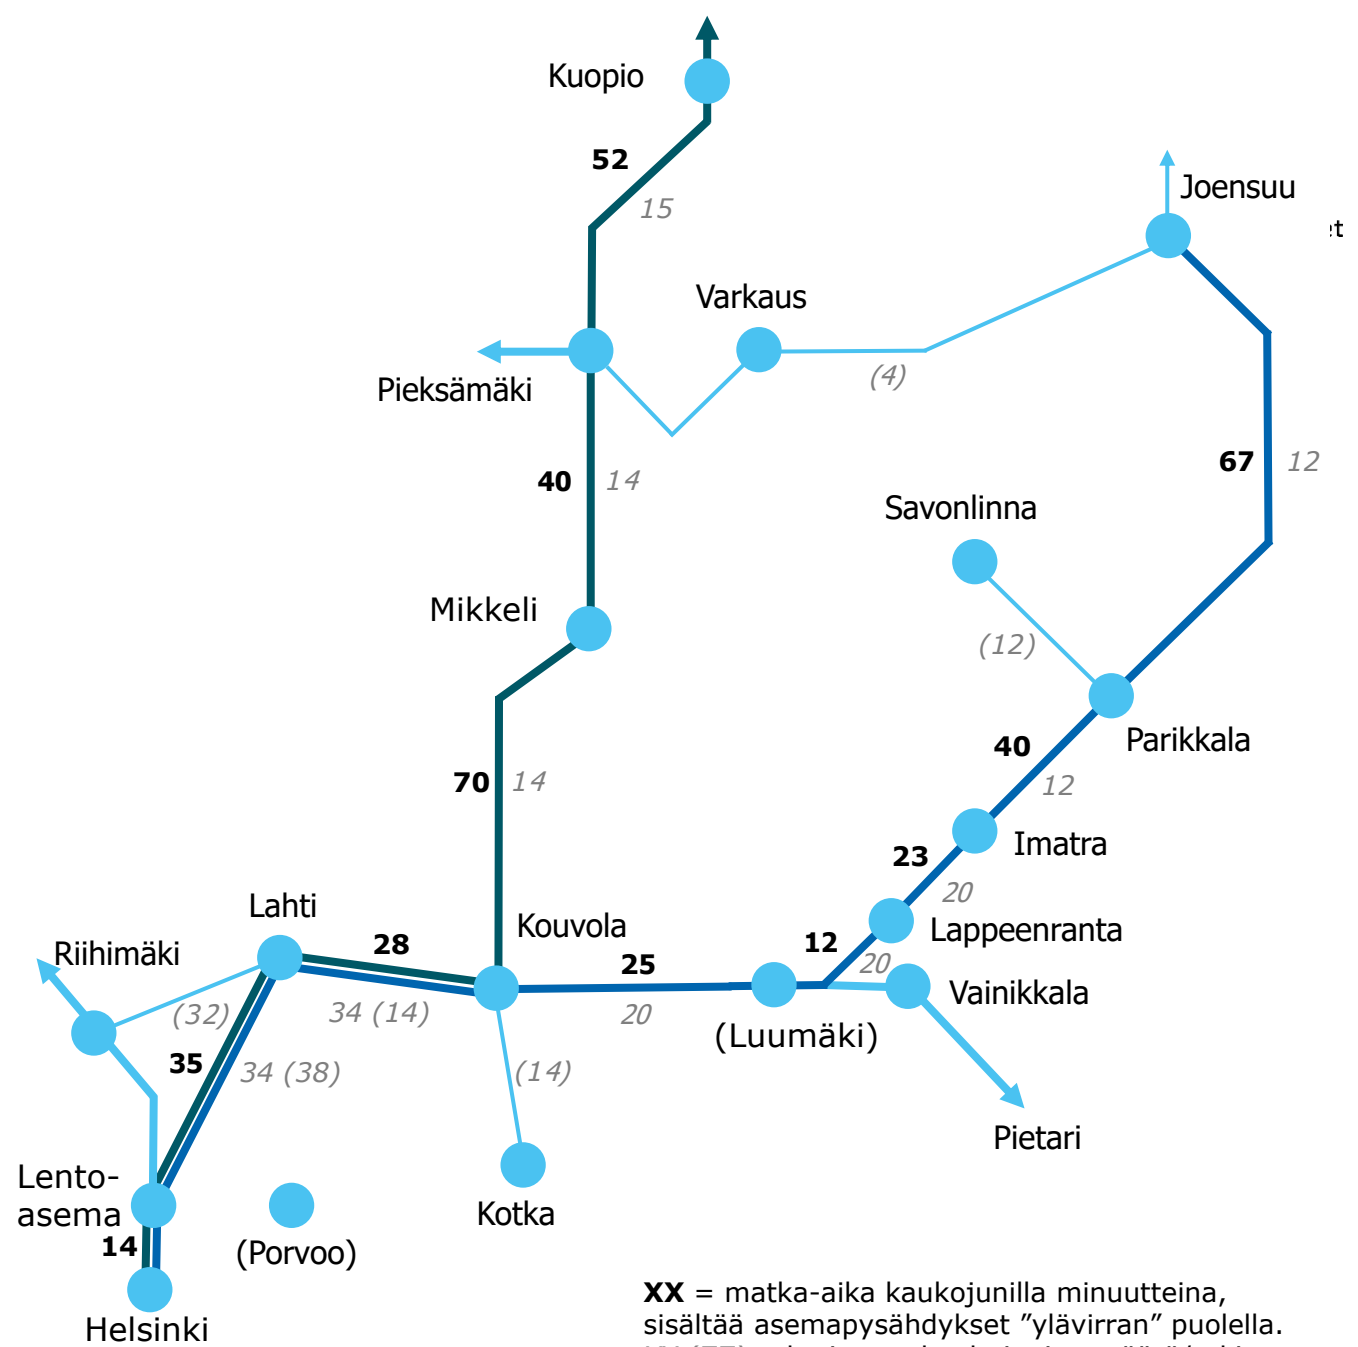 Kuopio
52
15
Joensuu
Varkaus
(4)
Pieksämäki
40
14
67
12
Savonlinna
(12)
Mikkeli
40
Parikkala
12
70
14
Imatra
23
20
Lahti
28
Kouvola
Lappeenranta
12
20
25
Riihimäki
(32)
34 (14)
20
Vainikkala
(Luumäki)
35
34 (38)
(14)
Pietari
Lento-
asema
14
(Porvoo)
Kotka
Helsinki
XX = matka-aika kaukojunilla minuutteina,
sisältää asemapysähdykset ”ylävirran” puolella.